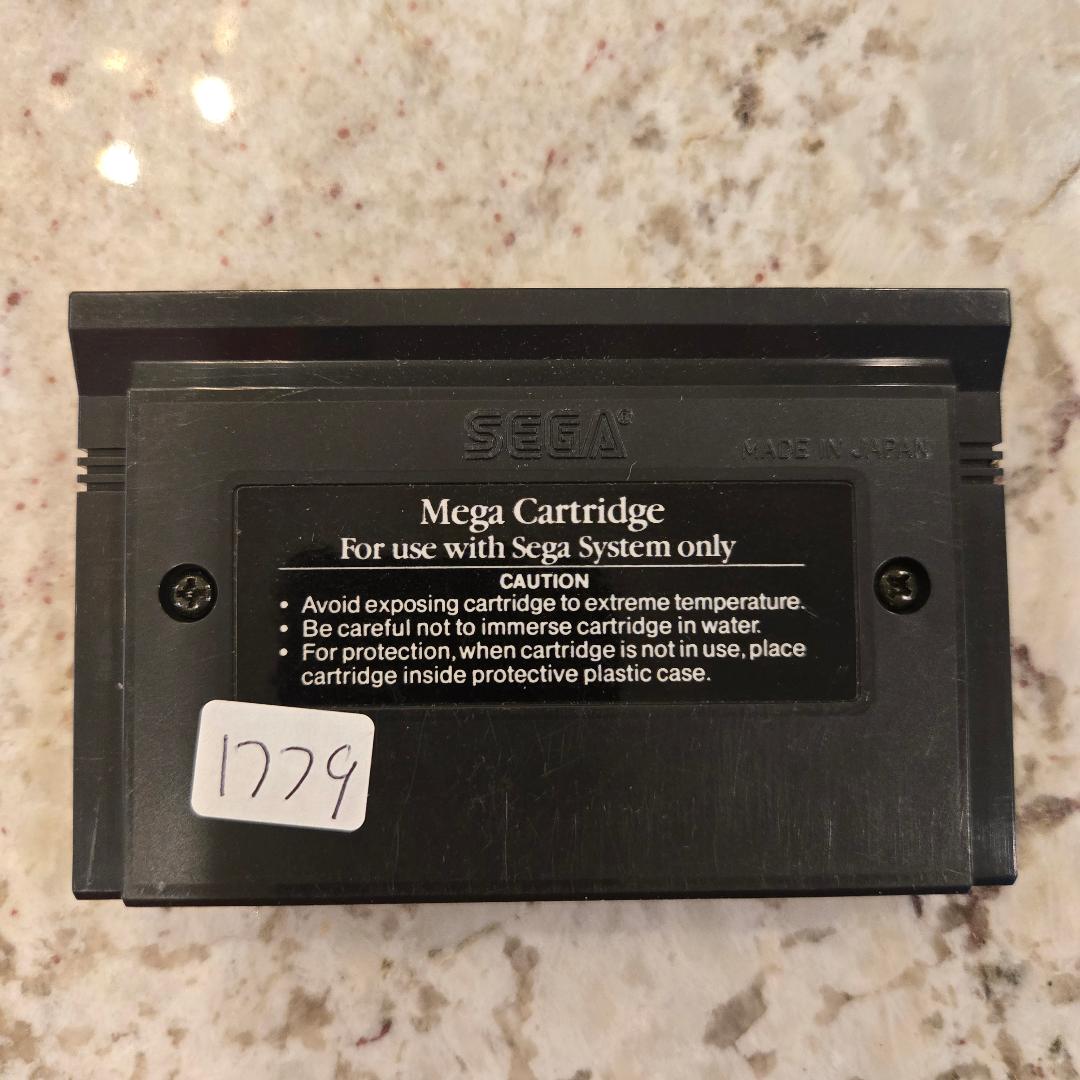 SEGA®
MADE IN JAPAN
Mega Cartridge
For use with Sega System only
CAUTION
• Avoid exposing cartridge to extreme temperature.
• Be careful not to immerse cartridge in water.
• For protection, when cartridge is not in use, place
cartridge inside protective plastic case.
1779